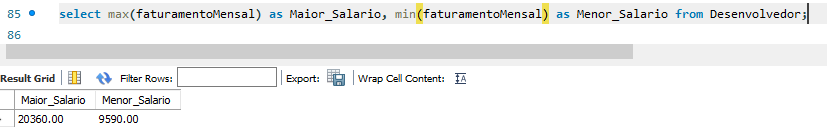 85 select max(faturamentoMensal) as Maior_Salario, min(faturamentoMensal) as Menor_Salario from Desenvolvedor;
86
Result Grid Filter Rows: Export: Wrap Cell Content:
Maior_Salario Menor_Salario
20360.00 9590.00